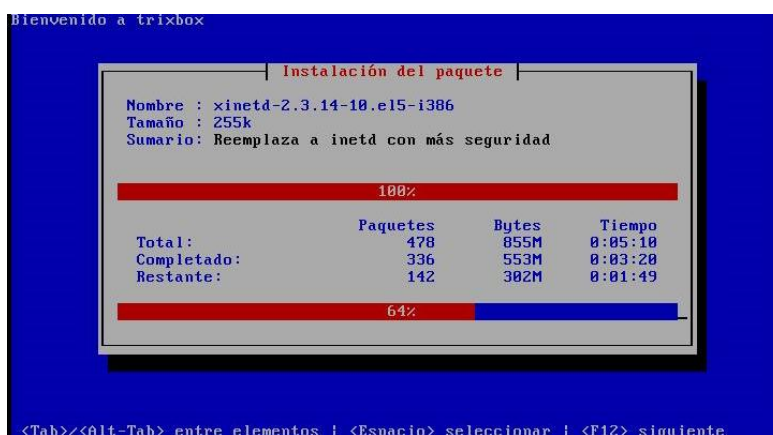 Bienvenido a trixbox
Instalación del paquete
Nombre : xinetd-2.3.14-10.el5-i386
Tamaño : 255k
Sumario: Reemplaza a inetd con más seguridad
100%
Paquetes Bytes Tiempo
Total: 478 855M 0:05:10
Completado: 336 553M 0:03:20
Restante: 142 302M 0:01:49
64%
<Tab>/<Alt-Tab> entre elementos | <Espacio> seleccionar | <F12> siguiente